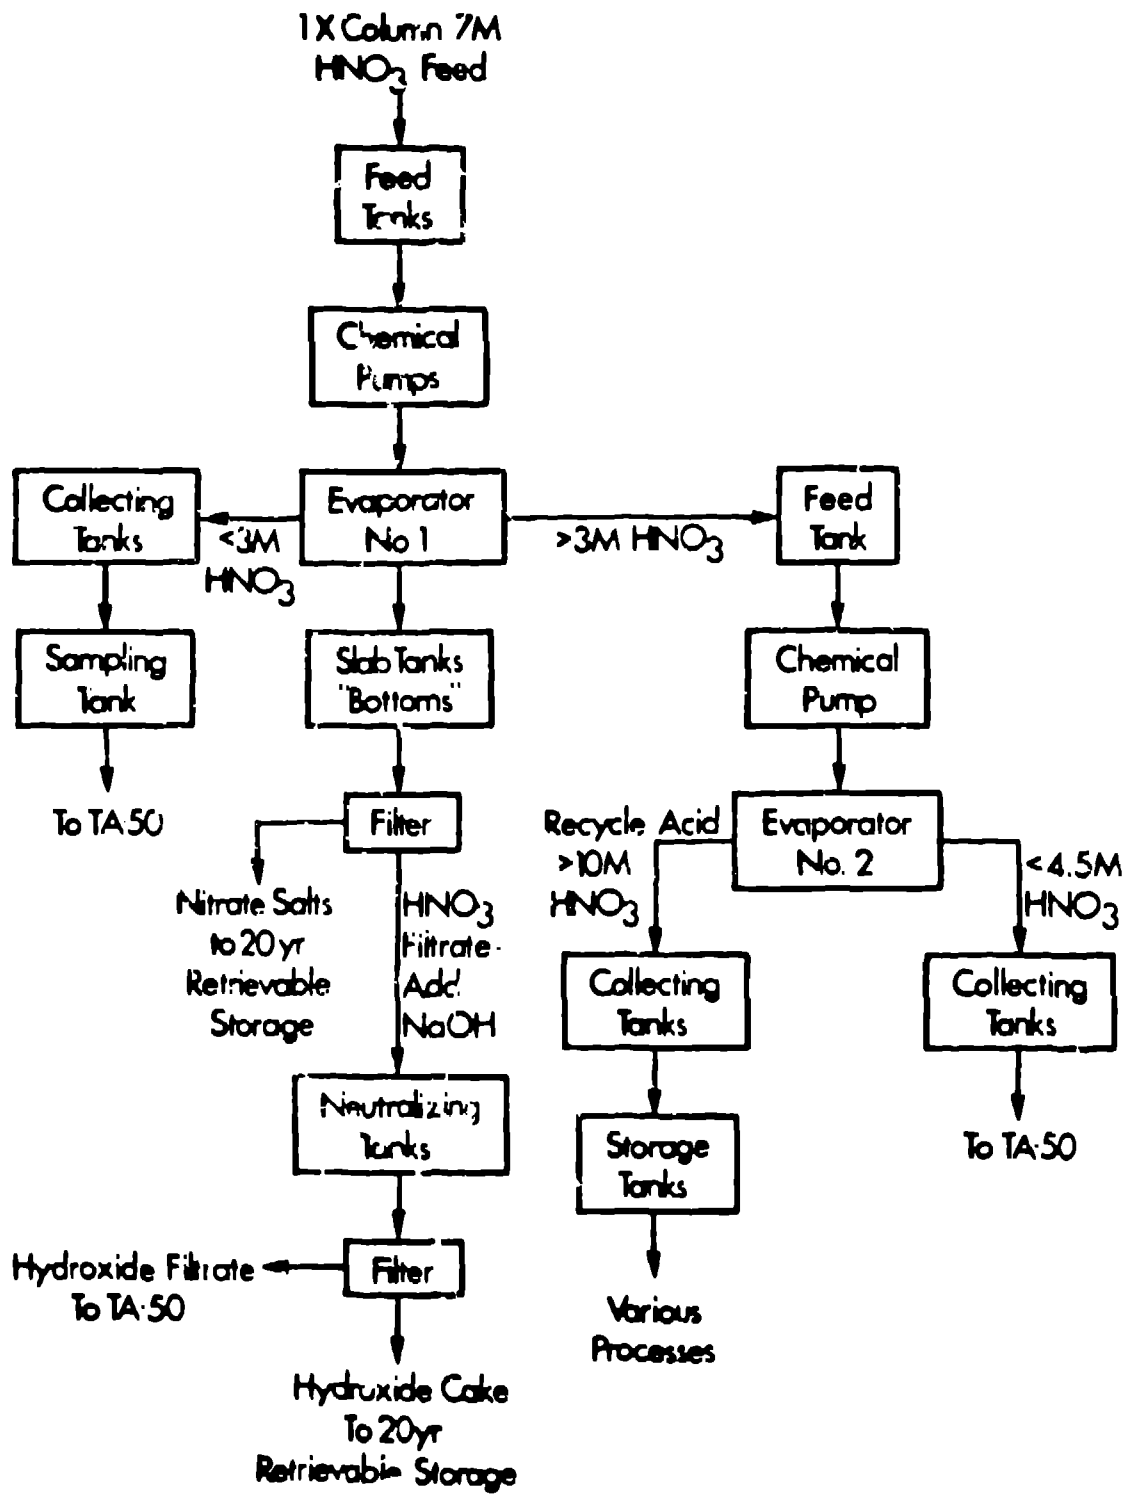 1X Column 7M
HNO3 Feed
Feed
Tanks
Chemical
Pumps
Collecting
Tanks
<3M
HNO3
Evaporator
No 1
>3M HNO3
Feed
Tank
Sampling
Tank
Slab Tanks
"Bottoms"
Chemical
Pump
To TA-50
Filter
Recycle Acid
>10M
HNO3
Evaporator
No. 2
<4.5M
HNO3
Nitrate Salts
to 20 yr
Retrievable
Storage
HNO3
Filtrate-
Add
NaOH
Collecting
Tanks
Collecting
Tanks
Neutralizing
Tanks
Storage
Tanks
To TA-50
Hydroxide Filtrate
To TA-50
Filter
Various
Processes
Hydroxide Cake
To 20yr
Retrievable Storage